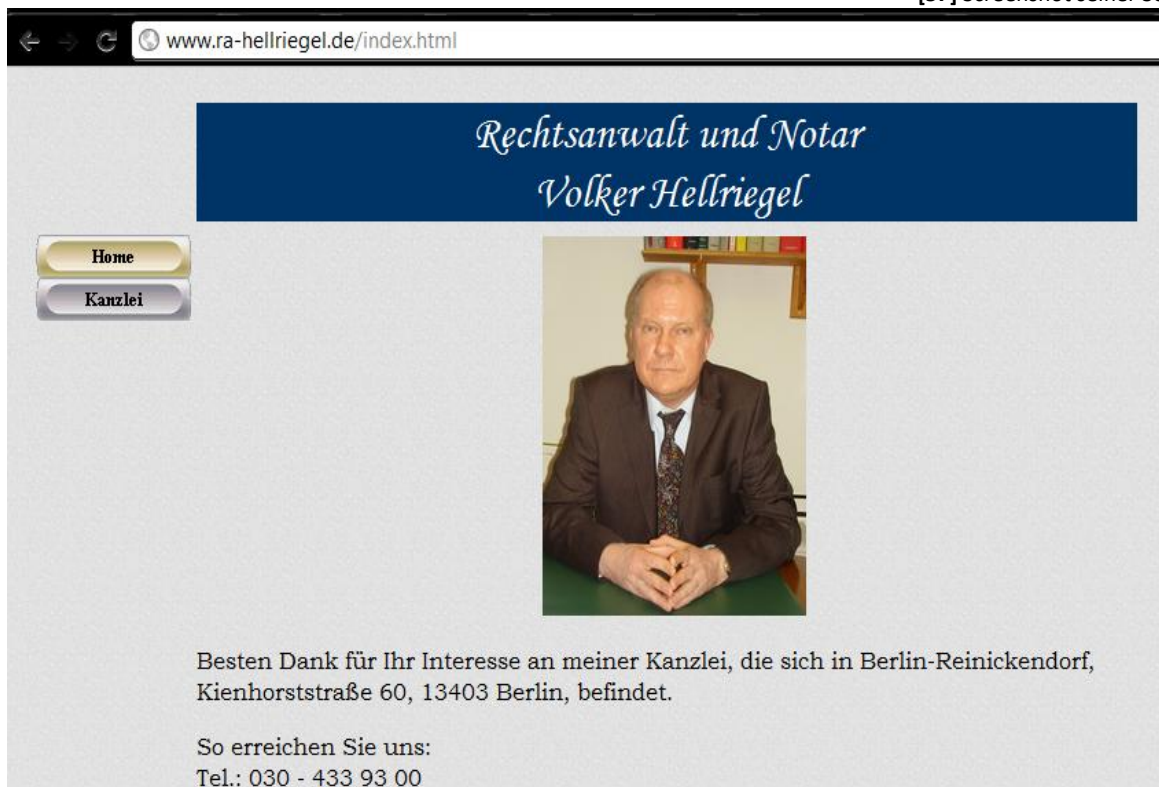 www.ra-hellriegel.de/index.html
Rechtsanwalt und Notar
Volker Hellriegel
Home
Kanzlei
Besten Dank für Ihr Interesse an meiner Kanzlei, die sich in Berlin-Reinickendorf,
Kienhorststraße 60, 13403 Berlin, befindet.
So erreichen Sie uns:
Tel.: 030 - 433 93 00